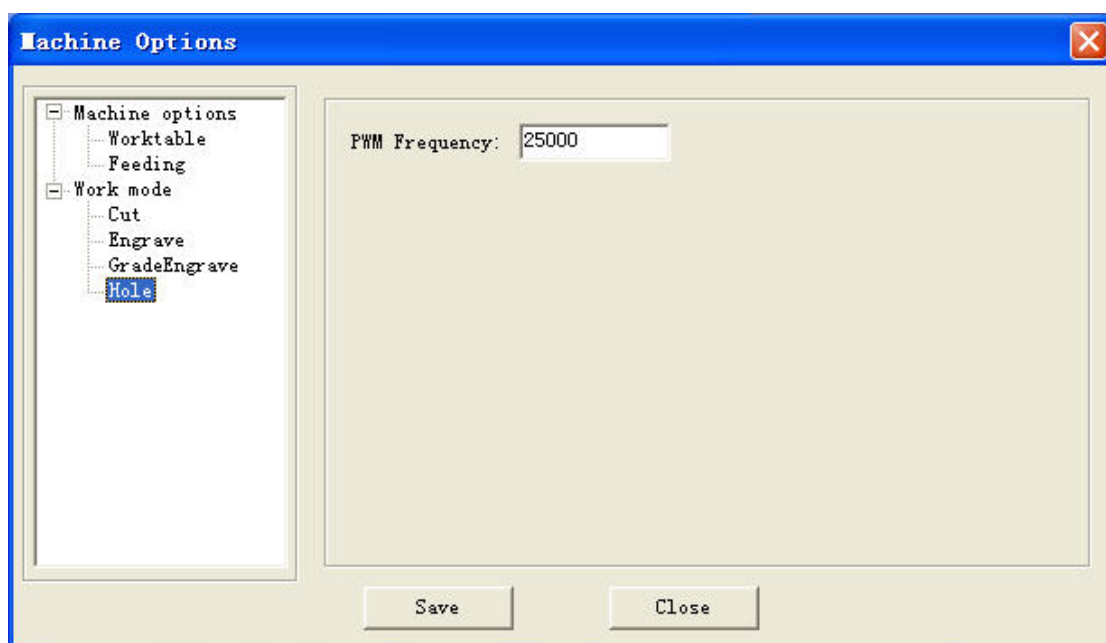 Machine Options
Machine options
Worktable
Feeding
Work mode
Cut
Engrave
GradeEngrave
Hole
PWM Frequency: 25000
Save Close